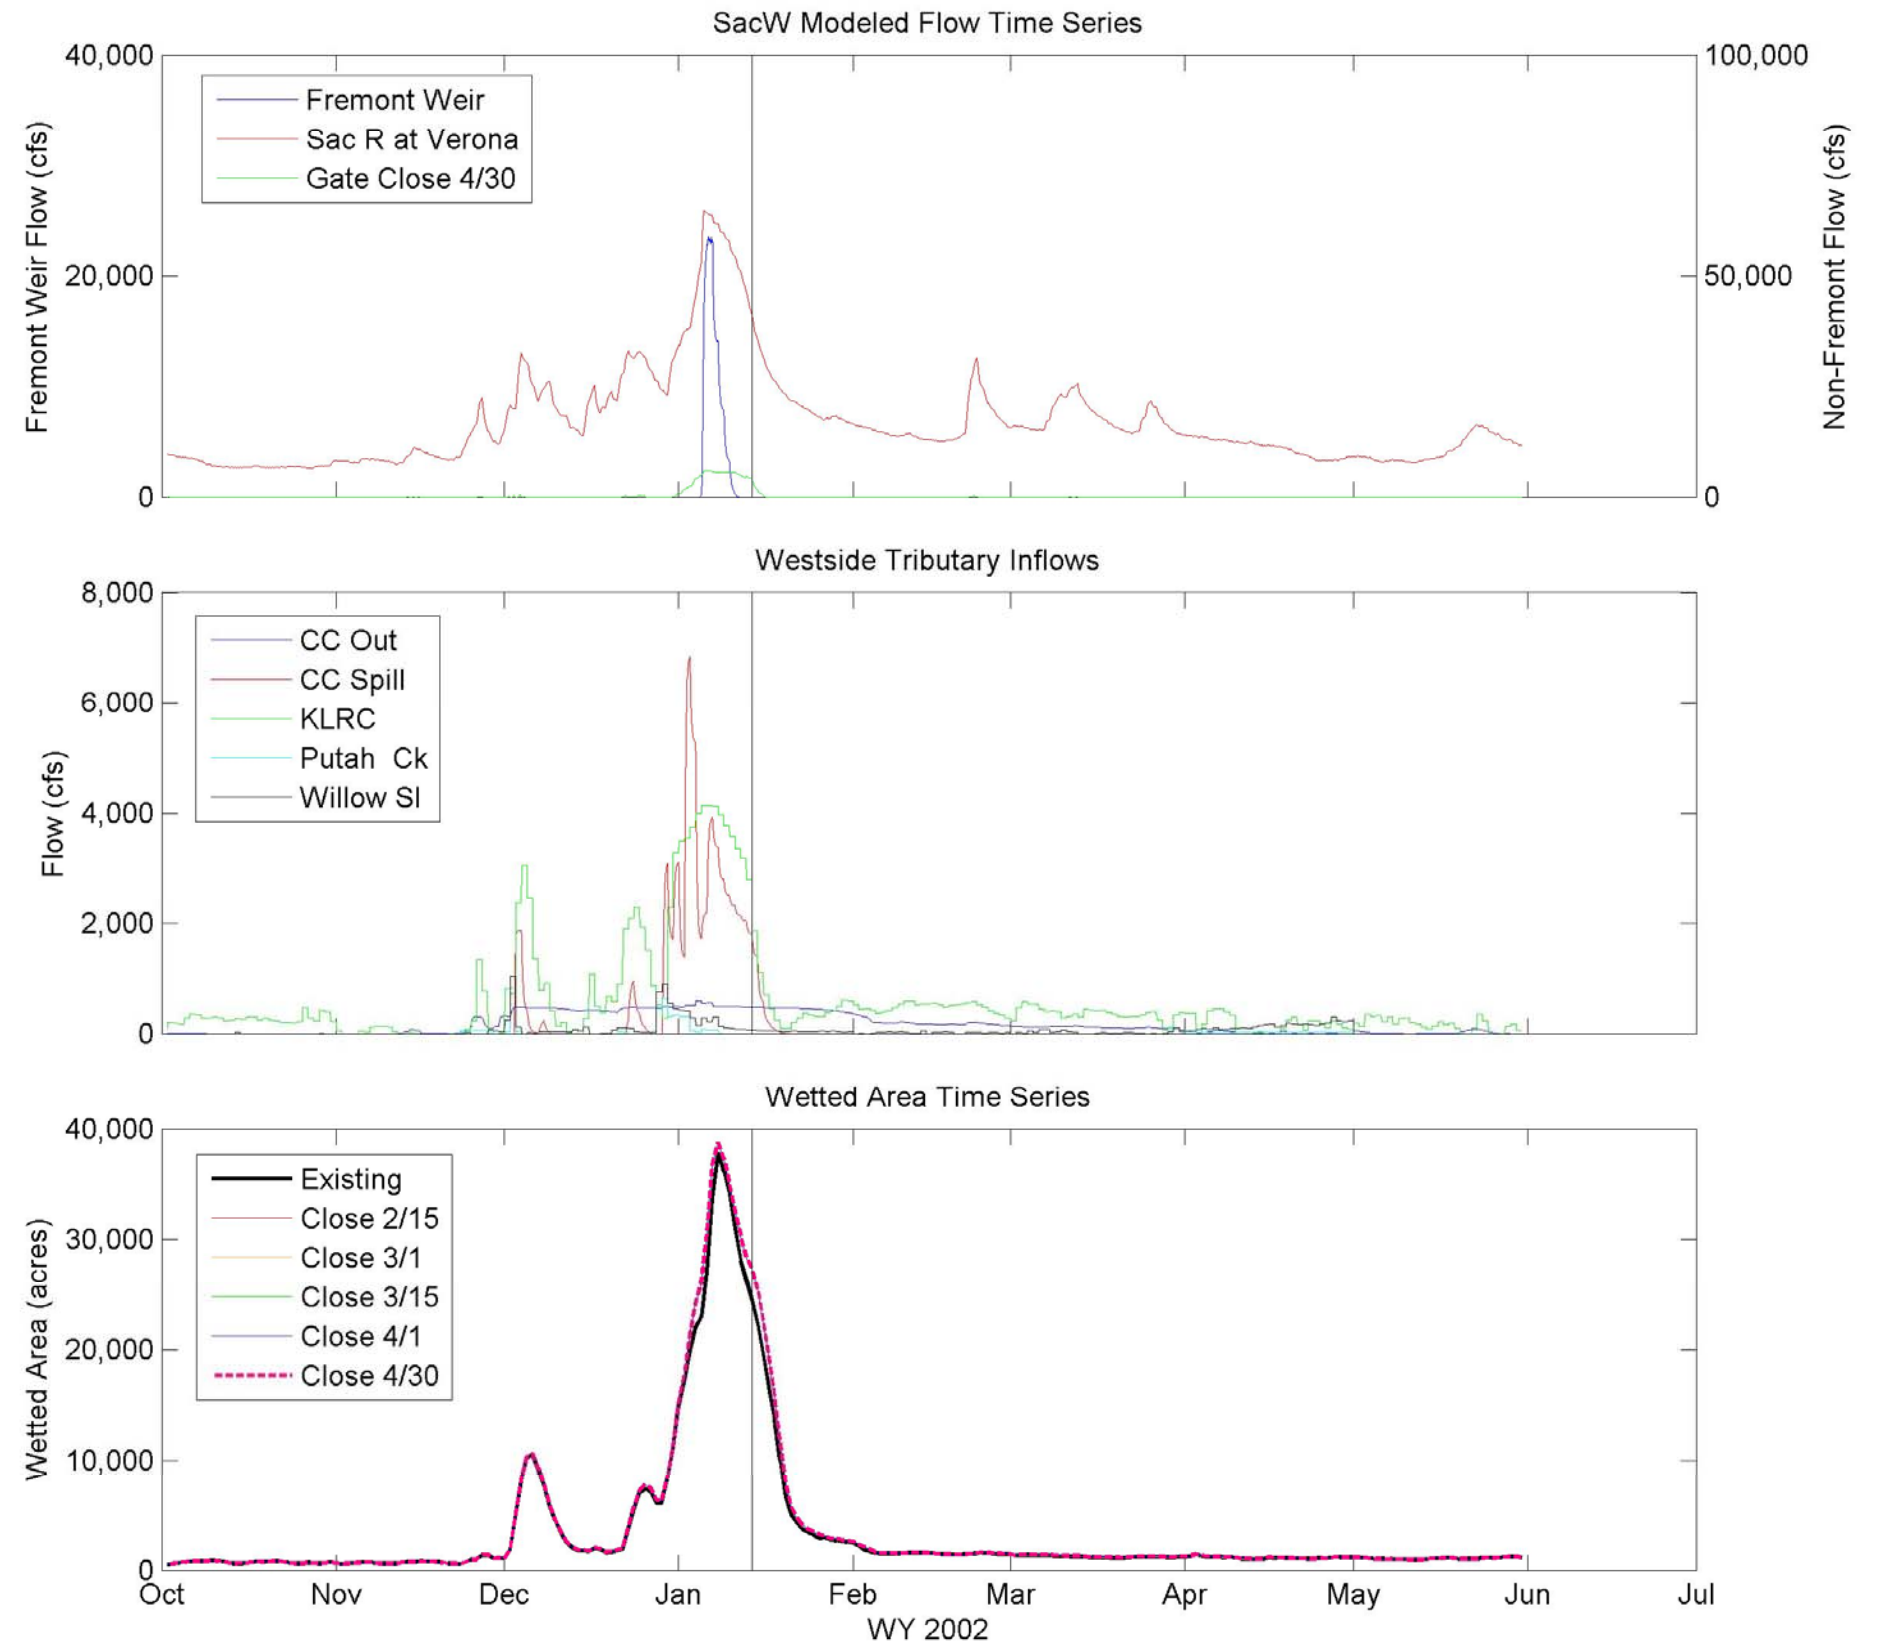 SacW Modeled Flow Time Series
40,000
100,000
Fremont Weir
Sac R at Verona
Gate Close 4/30
Fremont Weir Flow (cfs)
Non-Fremont Flow (cfs)
20,000
50,000
0
0
Westside Tributary Inflows
8,000
CC Out
CC Spill
KLRC
Putah Ck
Willow Sl
6,000
Flow (cfs)
4,000
2,000
0
Wetted Area Time Series
40,000
Existing
Close 2/15
Close 3/1
Close 3/15
Close 4/1
Close 4/30
30,000
Wetted Area (acres)
20,000
10,000
0
Oct Nov Dec Jan Feb Mar Apr May Jun Jul
WY 2002